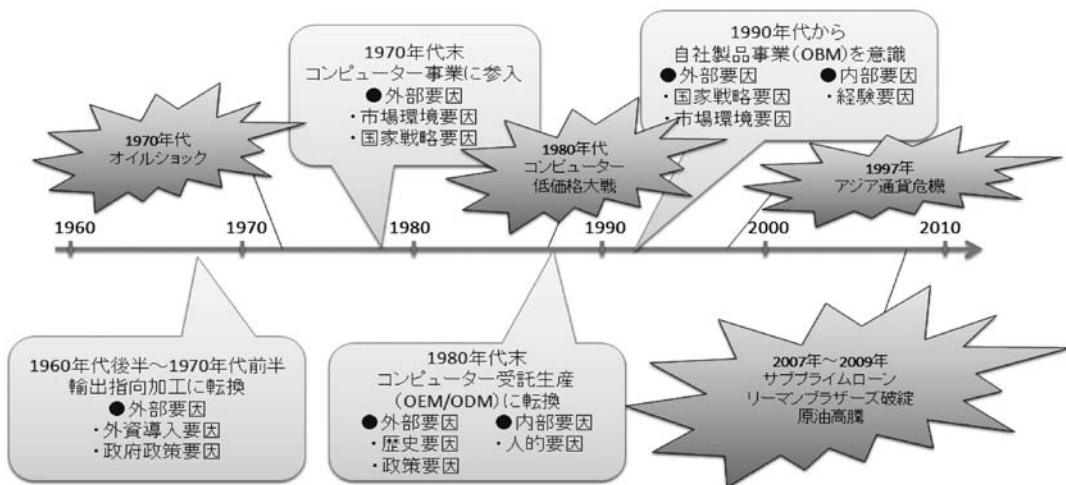 1970年代末
コンピューター事業に参入
●外部要因
・市場環境要因
・国家戦略要因
1990年代から
自社製品事業(OBM)を意識
●外部要因 ●内部要因
・国家戦略要因 ・経験要因
・市場環境要因
1970年代
オイルショック
1980年代
コンピューター
低価格大戦
1997年
アジア通貨危機
1960 1970 1980 1990 2000 2010
1960年代後半～1970年代前半
輸出指向加工に転換
●外部要因
・外資導入要因
・政府政策要因
1980年代末
コンピューター受託生産
(OEM/ODM)に転換
●外部要因 ●内部要因
・歴史要因 ・人的要因
・政策要因
2007年～2009年
サブプライムローン
リーマンブラザーズ破綻
原油高騰